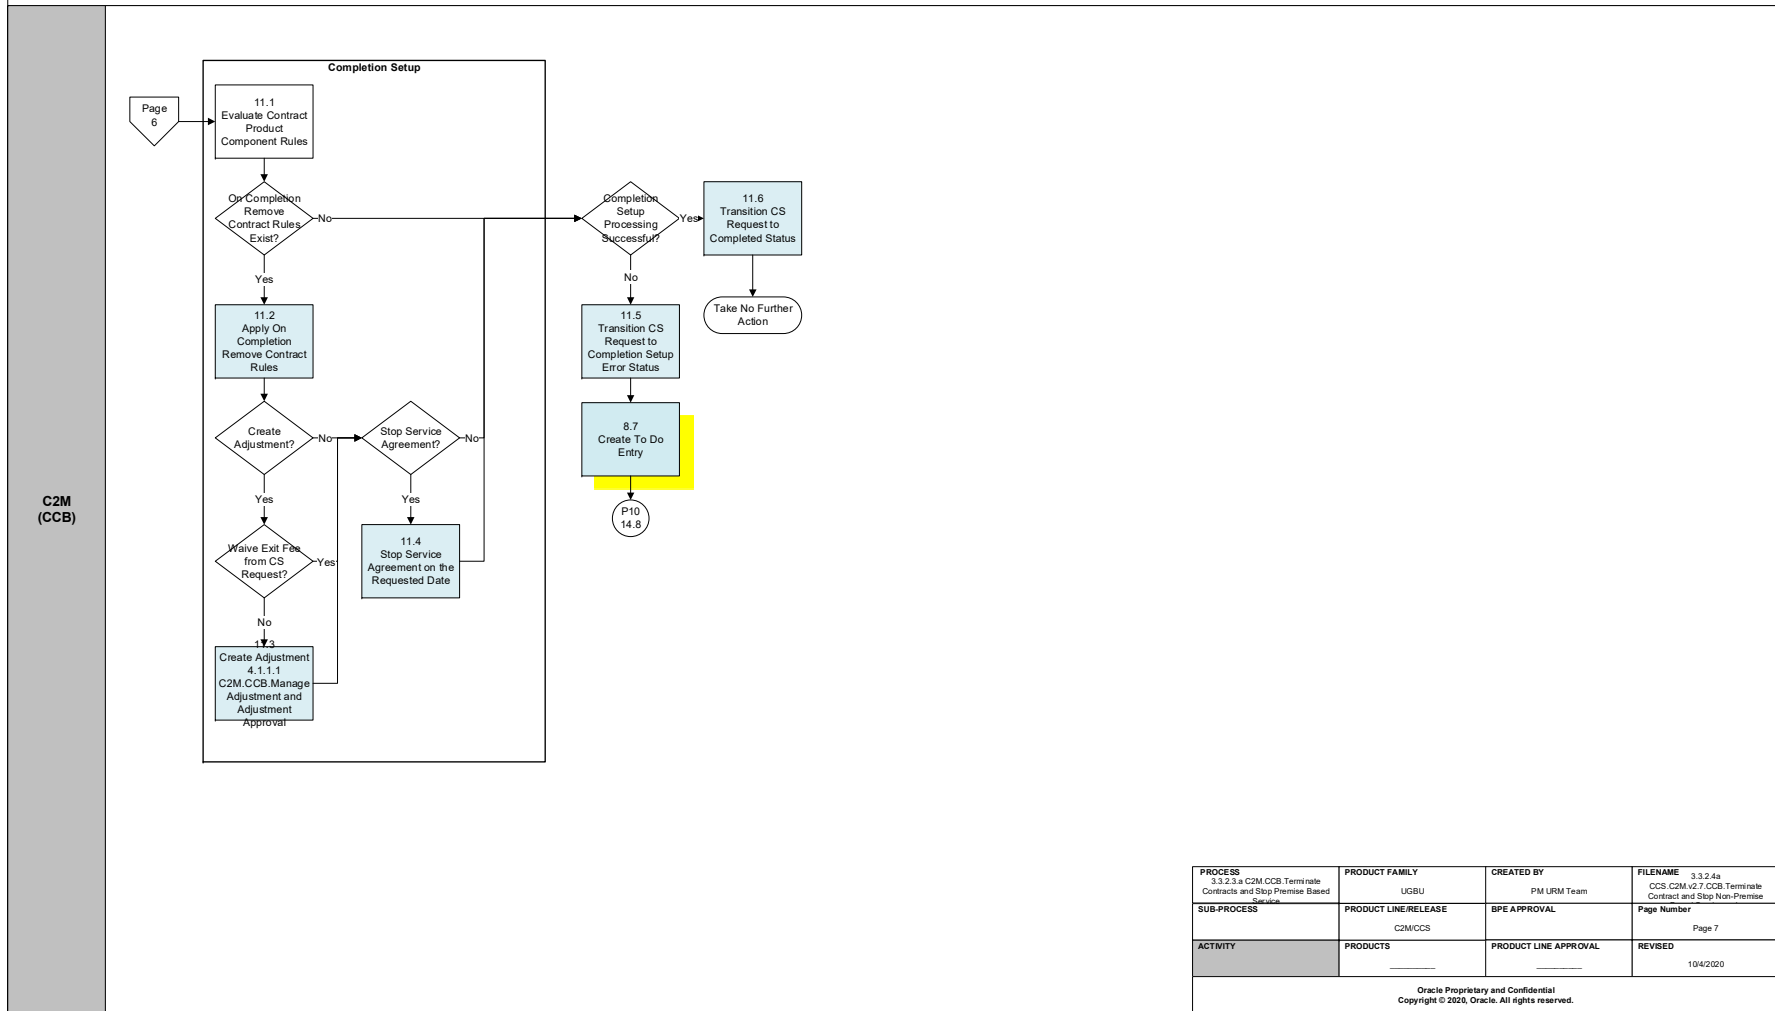 C2M
(CCB)
Page
6
Completion Setup
11.1
Evaluate Contract
Product
Component Rules
On Completion
Remove
Contract Rules
Exist?
No
Yes
11.2
Apply On
Completion
Remove Contract
Rules
Create
Adjustment?
No
Yes
Waive Exit Fee
from CS
Request?
Yes
No
11.3
Create Adjustment
4.1.1.1
C2M.CCB.Manage
Adjustment and
Adjustment
Approval
Stop Service
Agreement?
No
Yes
11.4
Stop Service
Agreement on the
Requested Date
Completion
Setup
Processing
Successful?
Yes
No
11.6
Transition CS
Request to
Completed Status
Take No Further
Action
11.5
Transition CS
Request to
Completion Setup
Error Status
8.7
Create To Do
Entry
P10
14.8
PROCESS
3.3.2.3.a C2M.CCB.Terminate
Contracts and Stop Premise Based
Service
PRODUCT FAMILY
UGBU
CREATED BY
PM URM Team
FILENAME
3.3.2.4a
CCS.C2M.v2.7.CCB.Terminate
Contract and Stop Non-Premise
SUB-PROCESS
PRODUCT LINE/RELEASE
C2M/CCS
BPE APPROVAL
Page Number
Page 7
ACTIVITY
PRODUCTS
PRODUCT LINE APPROVAL
REVISED
10/4/2020
Oracle Proprietary and Confidential
Copyright © 2020, Oracle. All rights reserved.